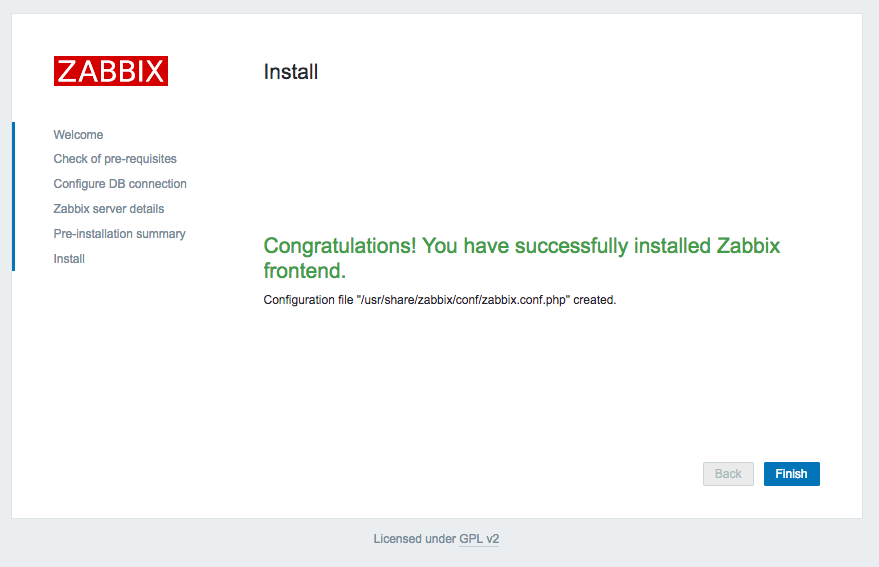 ZABBIX
Install
Welcome
Check of pre-requisites
Configure DB connection
Zabbix server details
Pre-installation summary
Install
Congratulations! You have successfully installed Zabbix
frontend.
Configuration file "/usr/share/zabbix/conf/zabbix.conf.php" created.
Back
Finish
Licensed under GPL v2